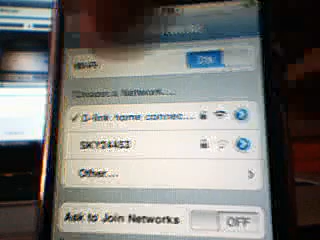 Wi-Fi ON
Choose a Network...
D-link home connec...
SKY24453
Other...
Ask to Join Networks OFF